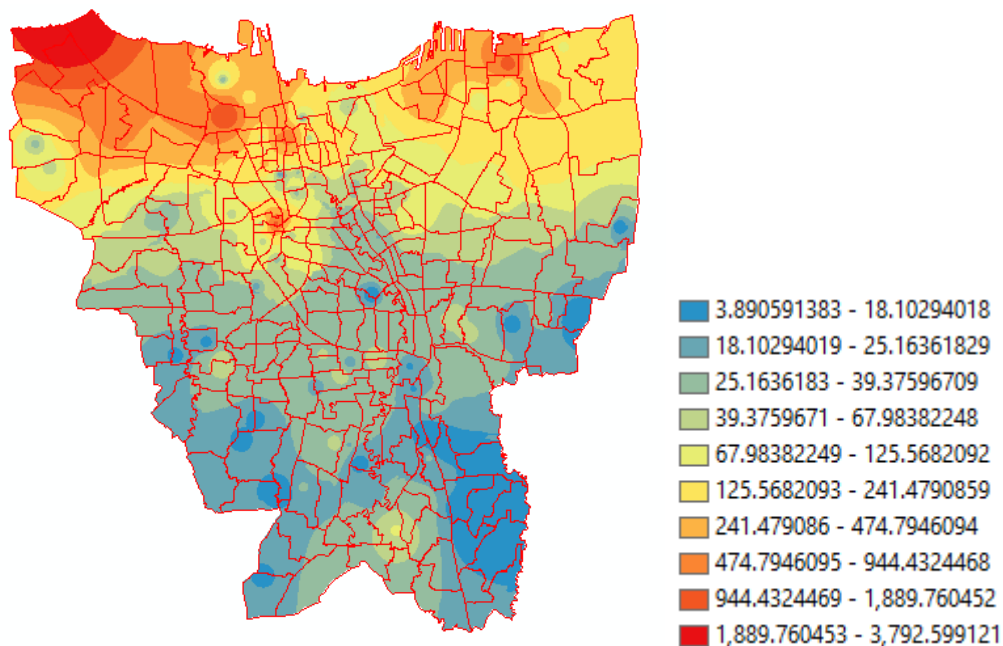 3.890591383 - 18.10294018
18.10294019 - 25.16361829
25.1636183 - 39.37596709
39.3759671 - 67.98382248
67.98382249 - 125.5682092
125.5682093 - 241.4790859
241.479086 - 474.7946094
474.7946095 - 944.4324468
944.4324469 - 1,889.760452
1,889.760453 - 3,792.599121